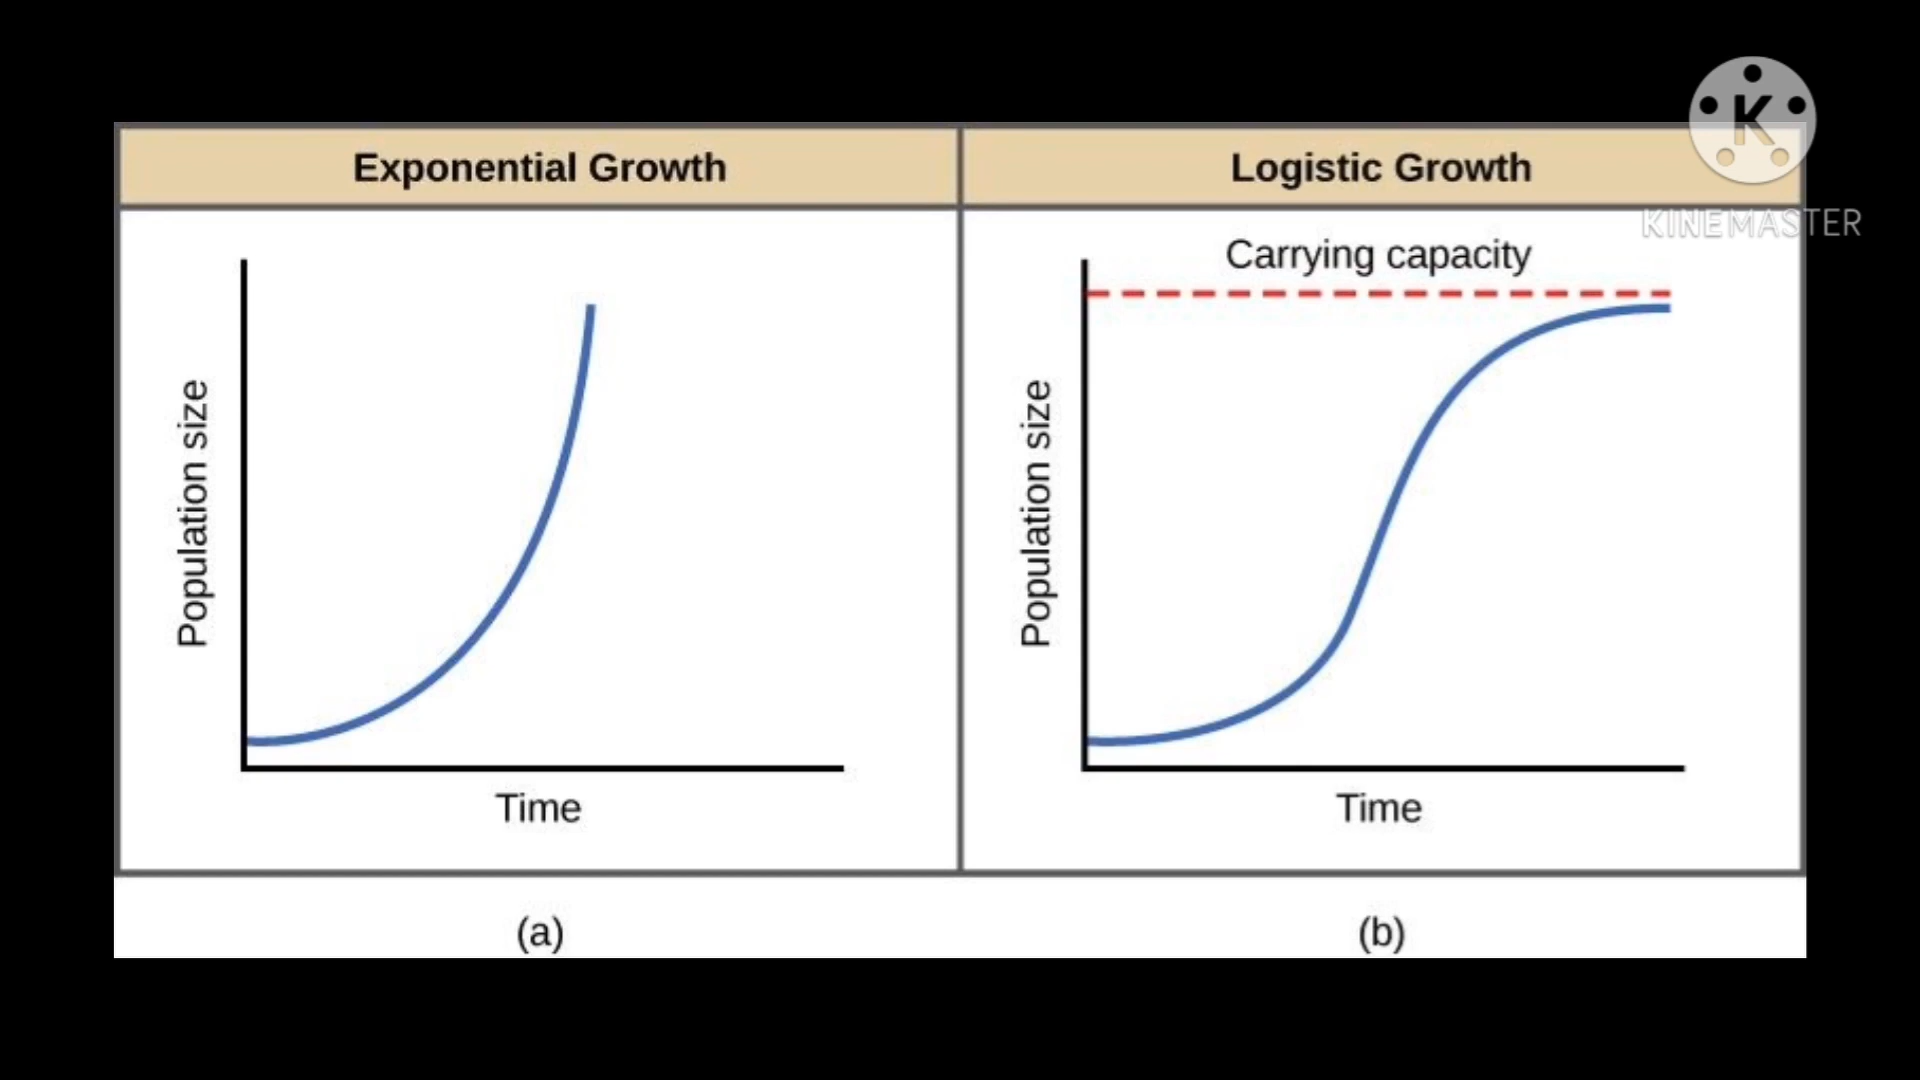 Exponential Growth
Population size
Time
(a)
Logistic Growth
Carrying capacity
Population size
Time
(b)
K
KINEMASTER